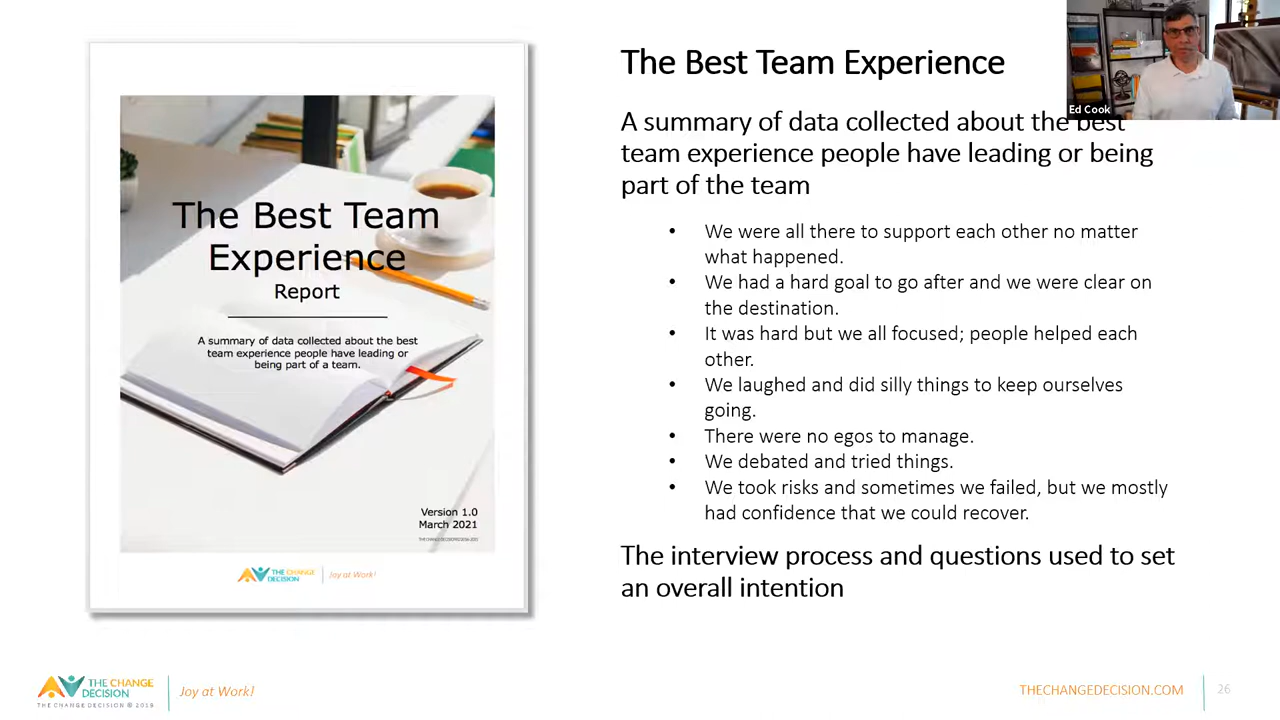 The Best Team
Experience
Report
A summary of data collected about the best
team experience people have leading or
being part of a team.
Version 1.0
March 2021
THE CHANGE
DECISION
Joy at Work!
The Best Team Experience
Ed Cook
A summary of data collected about the best
team experience people have leading or being
part of the team
• We were all there to support each other no matter
what happened.
• We had a hard goal to go after and we were clear on
the destination.
• It was hard but we all focused; people helped each
other.
• We laughed and did silly things to keep ourselves
going.
• There were no egos to manage.
• We debated and tried things.
• We took risks and sometimes we failed, but we mostly
had confidence that we could recover.
The interview process and questions used to set
an overall intention
THE CHANGE
DECISION
THE CHANGE DECISION © 2019
Joy at Work!
THECHANGEDECISION.COM
26